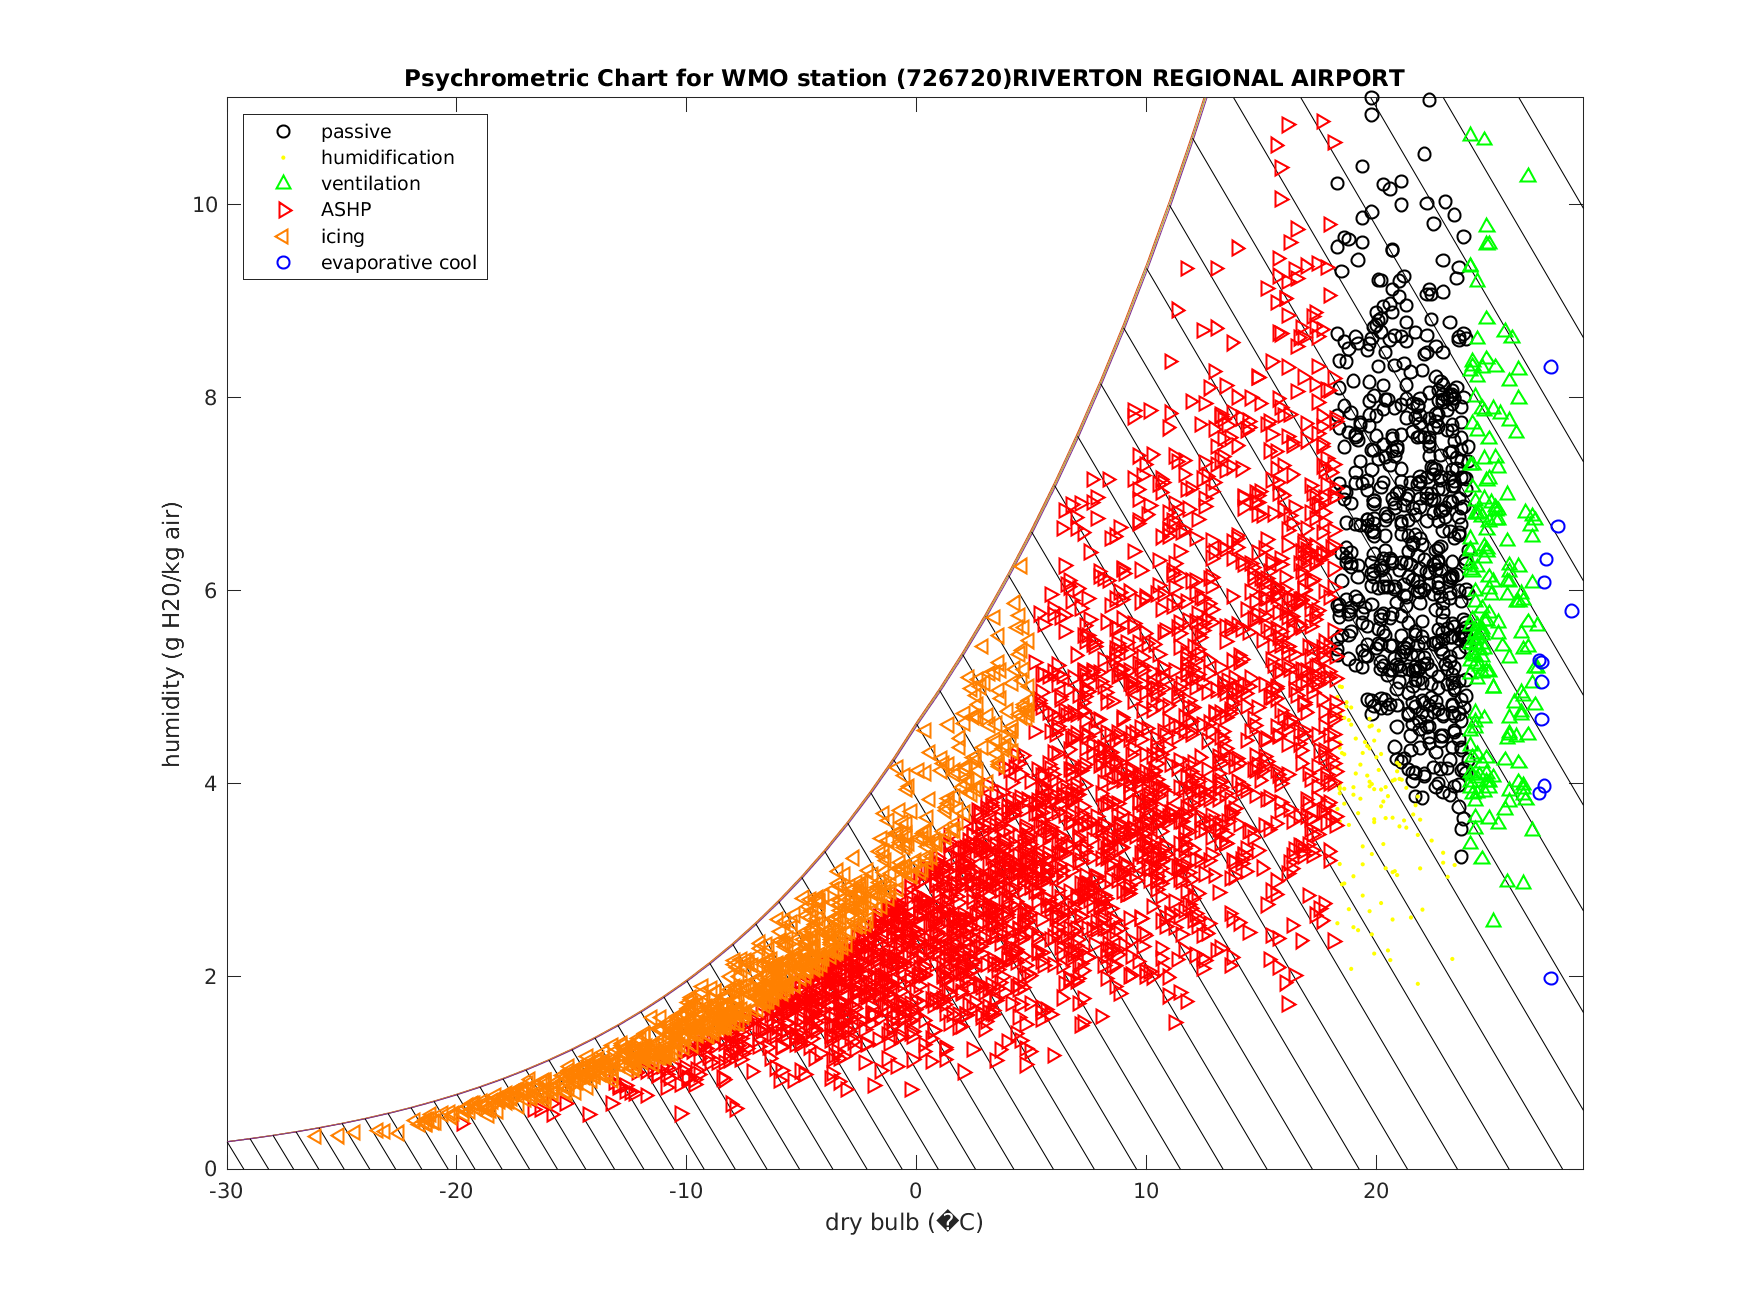 Psychrometric Chart for WMO station (726720)RIVERTON REGIONAL AIRPORT
passive
humidification
ventilation
ASHP
icing
evaporative cool
humidity (g H20/kg air)
10
8
6
4
2
0
-30 -20 -10 0 10 20
dry bulb (�C)